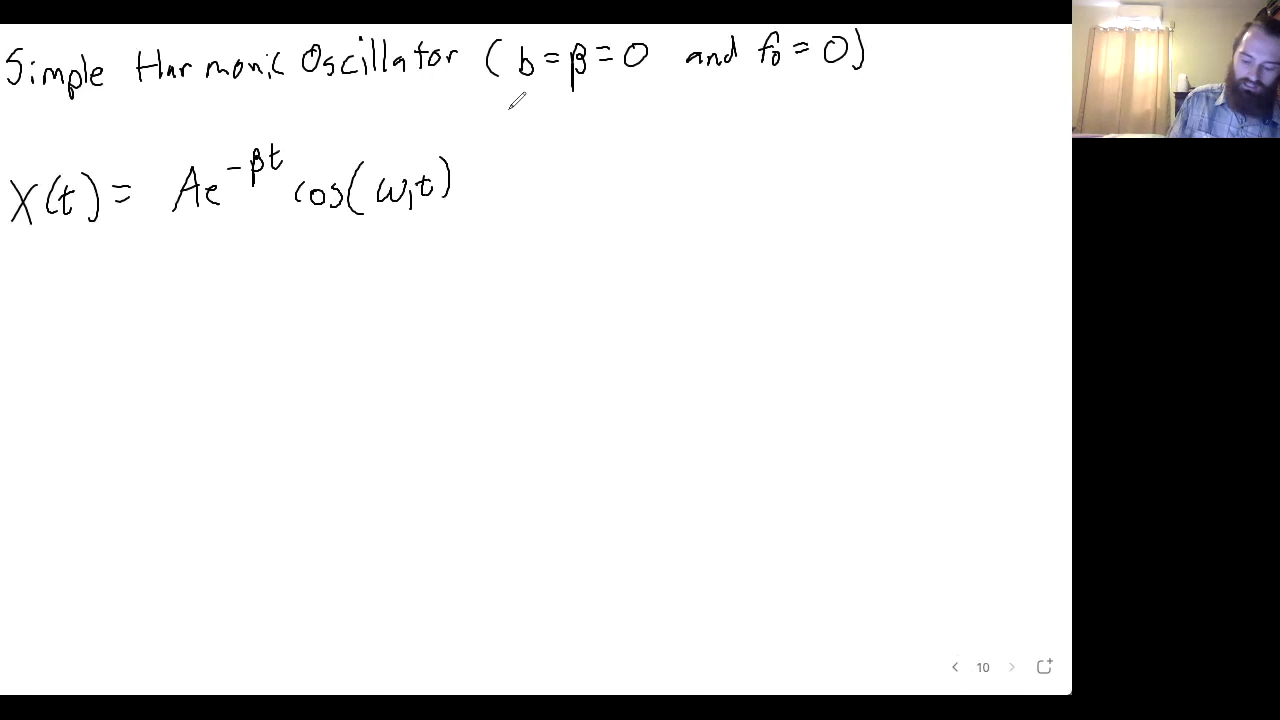 Simple Harmonic Oscillator (b=β=0 and f₀=0)
X(t)= Ae^{-βt} cos(ω₁t)
10